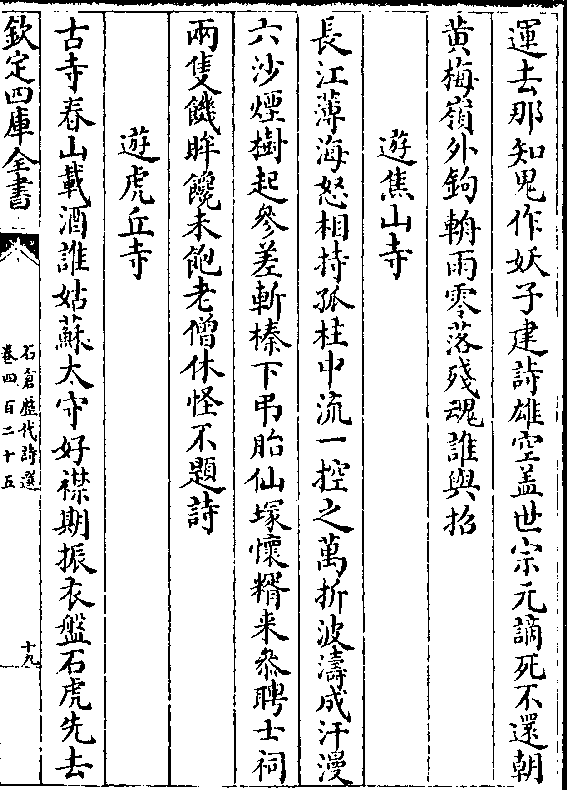 運去那知鬼作妖子建詩雄空蓋世宗元謫死不還朝
黄梅嶺外鉤輈雨零落殘魂誰與招
遊焦山寺
長江薄海怒相持孤柱中流一控之萬折波濤成汗漫
六沙煙樹起參差斬榛下弔胎仙塚懷糈来參聘士祠
兩隻饑眸饞未飽老僧休怪不題詩
遊虎丘寺
古寺春山載酒誰姑蘇太守好襟期振衣盤石虎先去
欽定四庫全書
石倉歴代詩選
卷四百二十五
十九